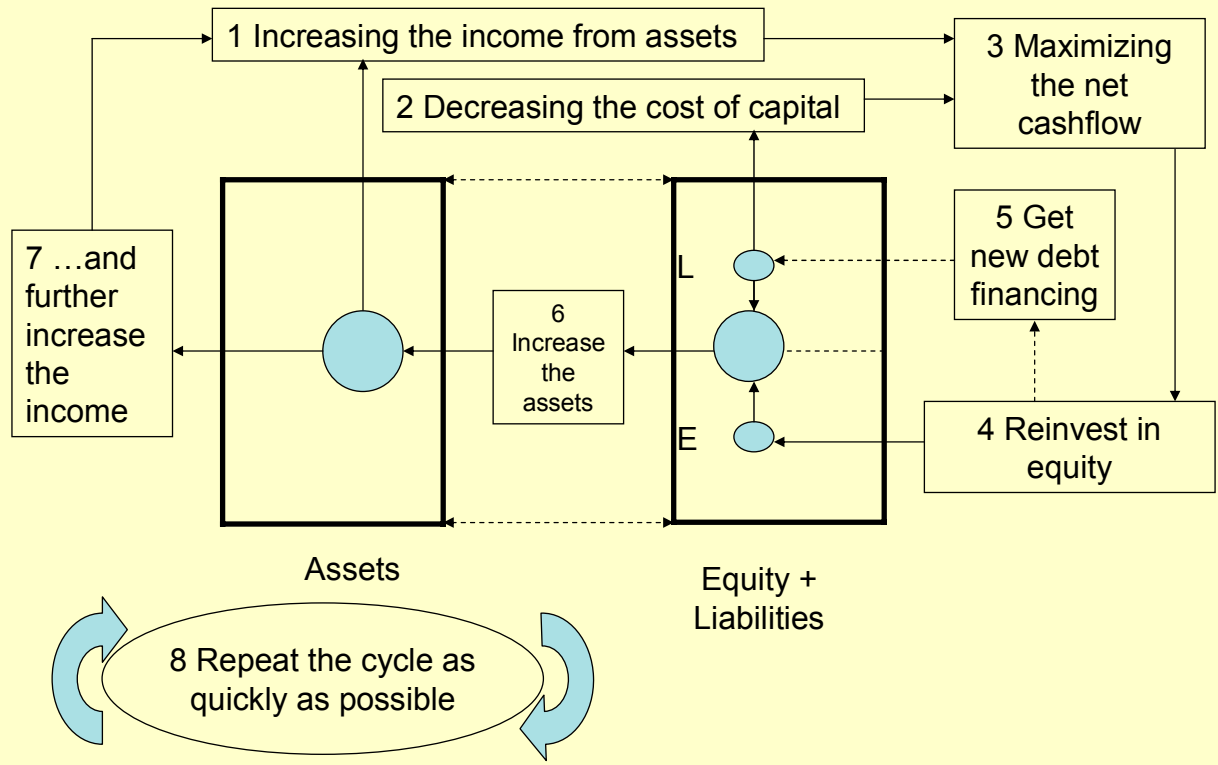 1 Increasing the income from assets
2 Decreasing the cost of capital
3 Maximizing
the net
cashflow
5 Get
new debt
financing
4 Reinvest in
equity
L
E
6
Increase
the
assets
7 …and
further
increase
the
income
Assets
Equity +
Liabilities
8 Repeat the cycle as
quickly as possible